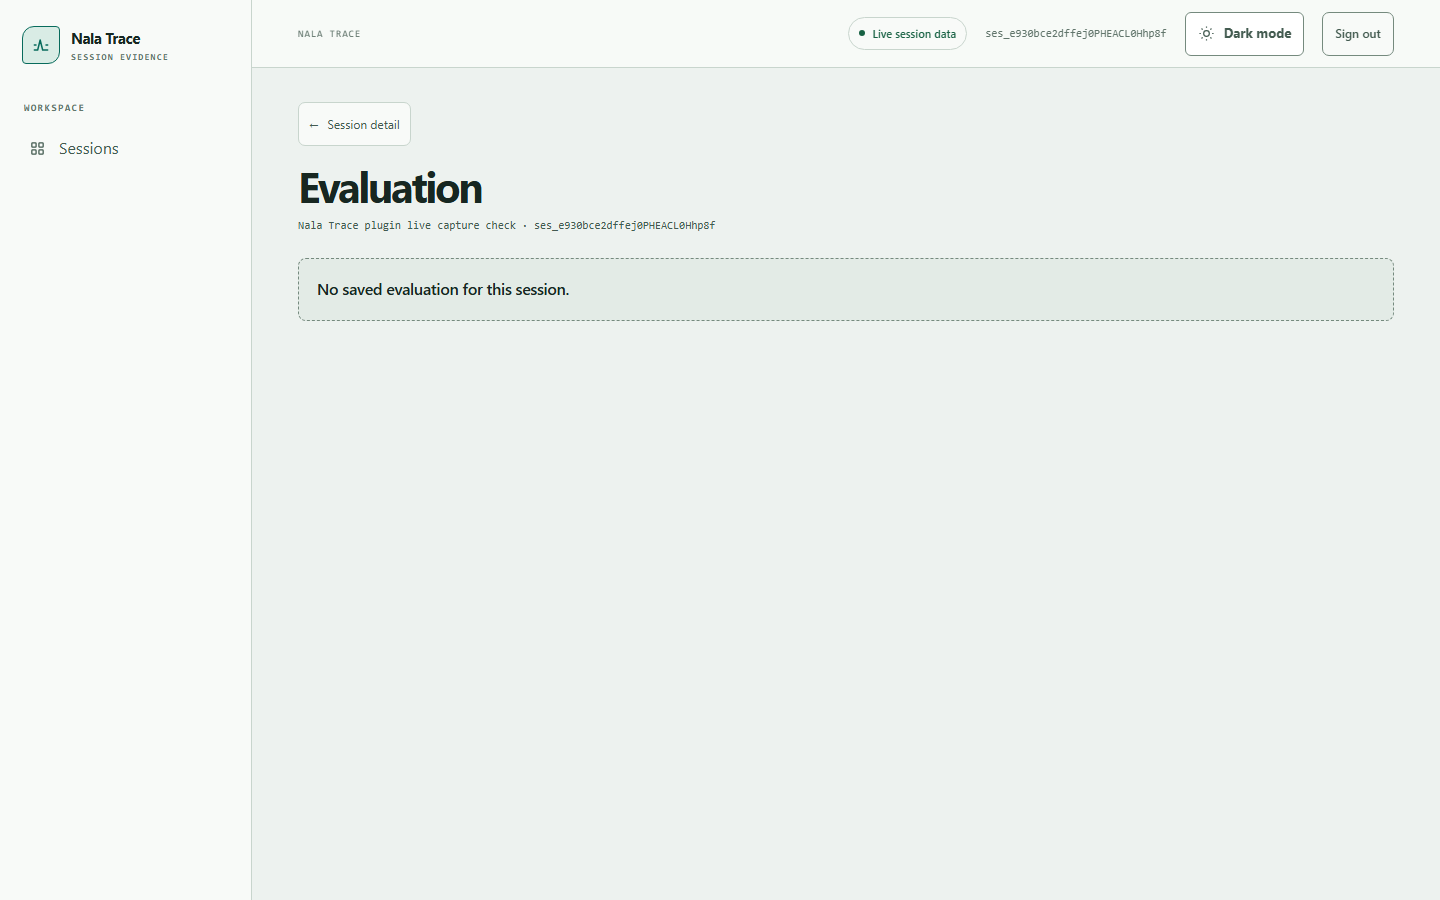 Nala Trace
SESSION EVIDENCE
WORKSPACE
Sessions
NALA TRACE
Live session data
ses_e930bce2dffej0PHEACL0Hhp8f
Dark mode
Sign out
← Session detail
Evaluation
Nala Trace plugin live capture check · ses_e930bce2dffej0PHEACL0Hhp8f
No saved evaluation for this session.